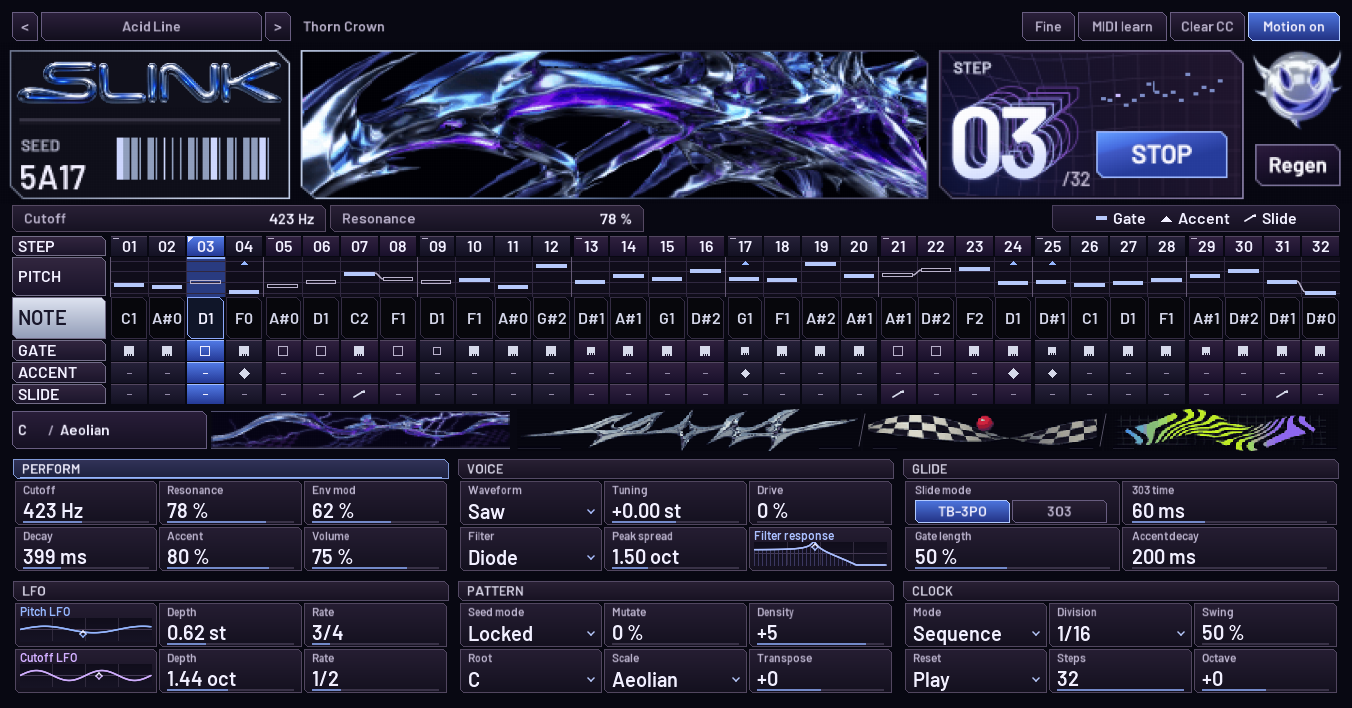 < Acid Line > Thorn Crown Fine MIDI learn Clear CC Motion on
SLINK
SEED
5A17
STEP
03
/32
STOP
Regen
Cutoff 423 Hz Resonance 78 % Gate Accent Slide
STEP 01 02 03 04 05 06 07 08 09 10 11 12 13 14 15 16 17 18 19 20 21 22 23 24 25 26 27 28 29 30 31 32
PITCH
NOTE C1 A#0 D1 F0 A#0 D1 C2 F1 D1 F1 A#0 G#2 D#1 A#1 G1 D#2 G1 F1 A#2 A#1 A#1 D#2 F2 D1 D#1 C1 D1 F1 A#1 D#2 D#1 D#0
GATE
ACCENT
SLIDE
C / Aeolian
PERFORM
Cutoff Resonance Env mod
423 Hz 78 % 62 %
Decay Accent Volume
399 ms 80 % 75 %
VOICE
Waveform Tuning Drive
Saw +0.00 st 0 %
Filter Peak spread Filter response
Diode 1.50 oct
GLIDE
Slide mode 303 time
TB-3PO 303 60 ms
Gate length Accent decay
50 % 200 ms
LFO
Pitch LFO Depth Rate
0.62 st 3/4
Cutoff LFO Depth Rate
1.44 oct 1/2
PATTERN
Seed mode Mutate Density
Locked 0 % +5
Root Scale Transpose
C Aeolian +0
CLOCK
Mode Division Swing
Sequence 1/16 50 %
Reset Steps Octave
Play 32 +0